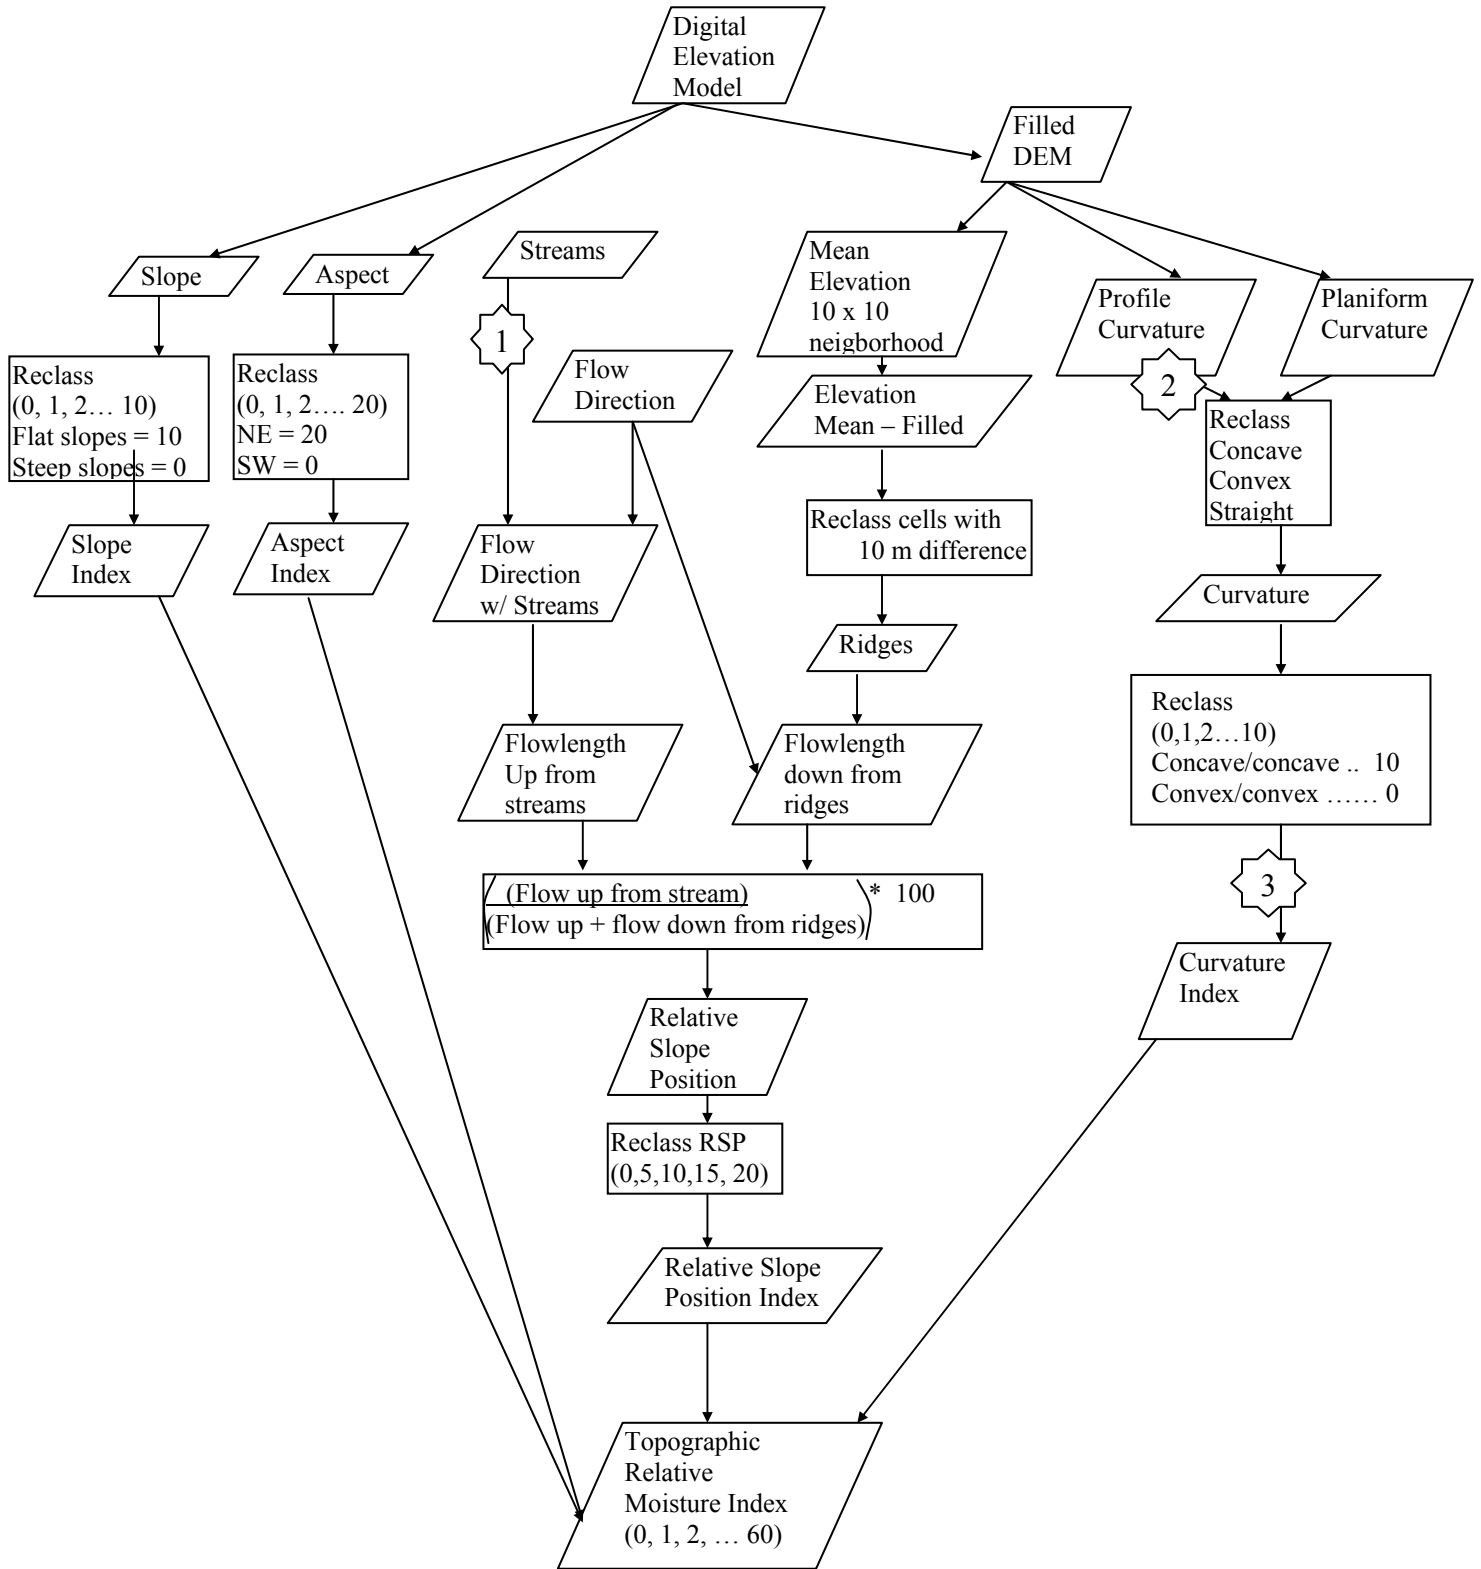 Digital
Elevation
Model
Filled
DEM
Slope
Aspect
Streams
Mean
Elevation
10 x 10
neigborhood
Profile
Curvature
Planiform
Curvature
1
Reclass
(0, 1, 2… 10)
Flat slopes = 10
Steep slopes = 0
Reclass
(0, 1, 2…. 20)
NE = 20
SW = 0
Flow
Direction
Elevation
Mean – Filled
2
Reclass
Concave
Convex
Straight
Reclass cells with
10 m difference
Slope
Index
Aspect
Index
Flow
Direction
w/ Streams
Curvature
Ridges
Reclass
(0,1,2…10)
Concave/concave .. 10
Convex/convex …… 0
Flowlength
Up from
streams
Flowlength
down from
ridges
3
(Flow up from stream) * 100
(Flow up + flow down from ridges)
Curvature
Index
Relative
Slope
Position
Reclass RSP
(0,5,10,15, 20)
Relative Slope
Position Index
Topographic
Relative
Moisture Index
(0, 1, 2, … 60)